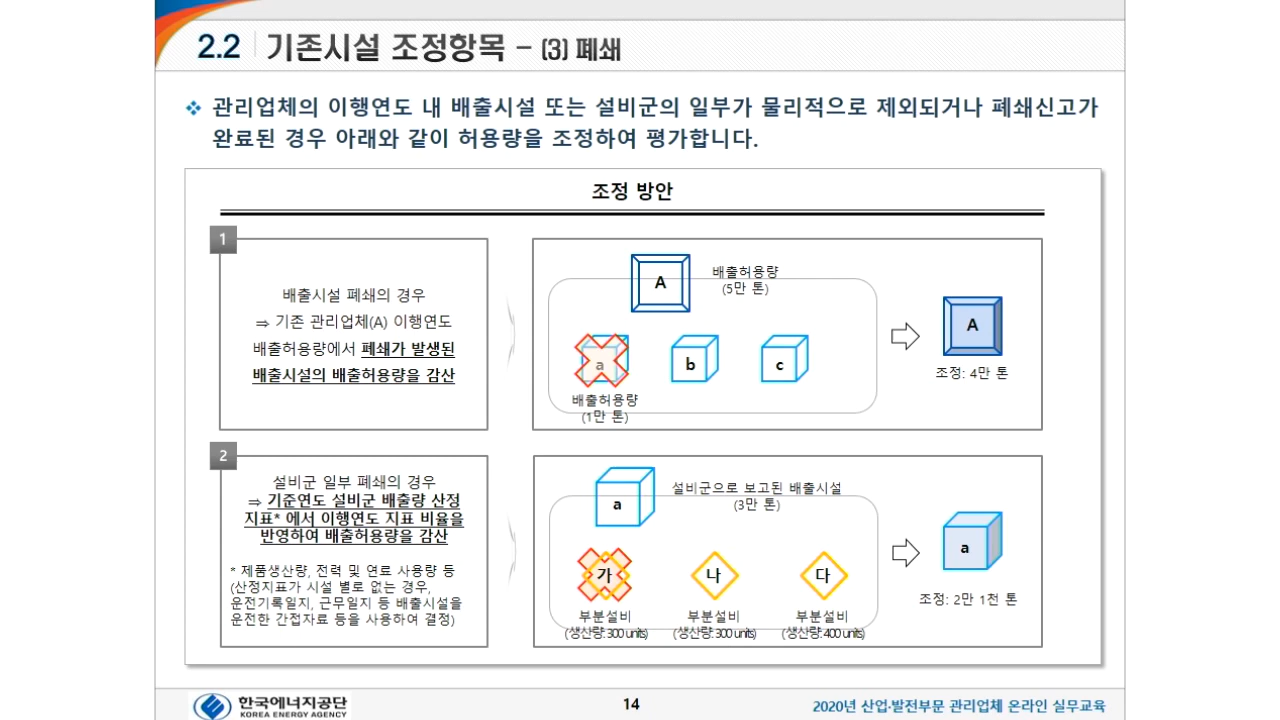 2.2 기존시설 조정항목 – (3) 폐쇄
❖ 관리업체의 이행연도 내 배출시설 또는 설비군의 일부가 물리적으로 제외되거나 폐쇄신고가
완료된 경우 아래와 같이 허용량을 조정하여 평가합니다.
조정 방안
1
배출시설 폐쇄의 경우
⇒ 기존 관리업체(A) 이행연도
배출허용량에서 폐쇄가 발생된
배출시설의 배출허용량을 감산
A
배출허용량
(5만 톤)
a
b
c
배출허용량
(1만 톤)
A
조정: 4만 톤
2
설비군 일부 폐쇄의 경우
⇒ 기준연도 설비군 배출량 산정
지표* 에서 이행연도 지표 비율을
반영하여 배출허용량을 감산
* 제품생산량, 전력 및 연료 사용량 등
(산정지표가 시설 별로 없는 경우,
운전기록일지, 근무일지 등 배출시설을
운전한 간접자료 등을 사용하여 결정)
a
설비군으로 보고된 배출시설
(3만 톤)
가
나
다
부분설비
(생산량: 300 units)
부분설비
(생산량: 300 units)
부분설비
(생산량: 400 units)
a
조정: 2만 1천 톤
한국에너지공단
KOREA ENERGY AGENCY
14
2020년 산업·발전부문 관리업체 온라인 실무교육